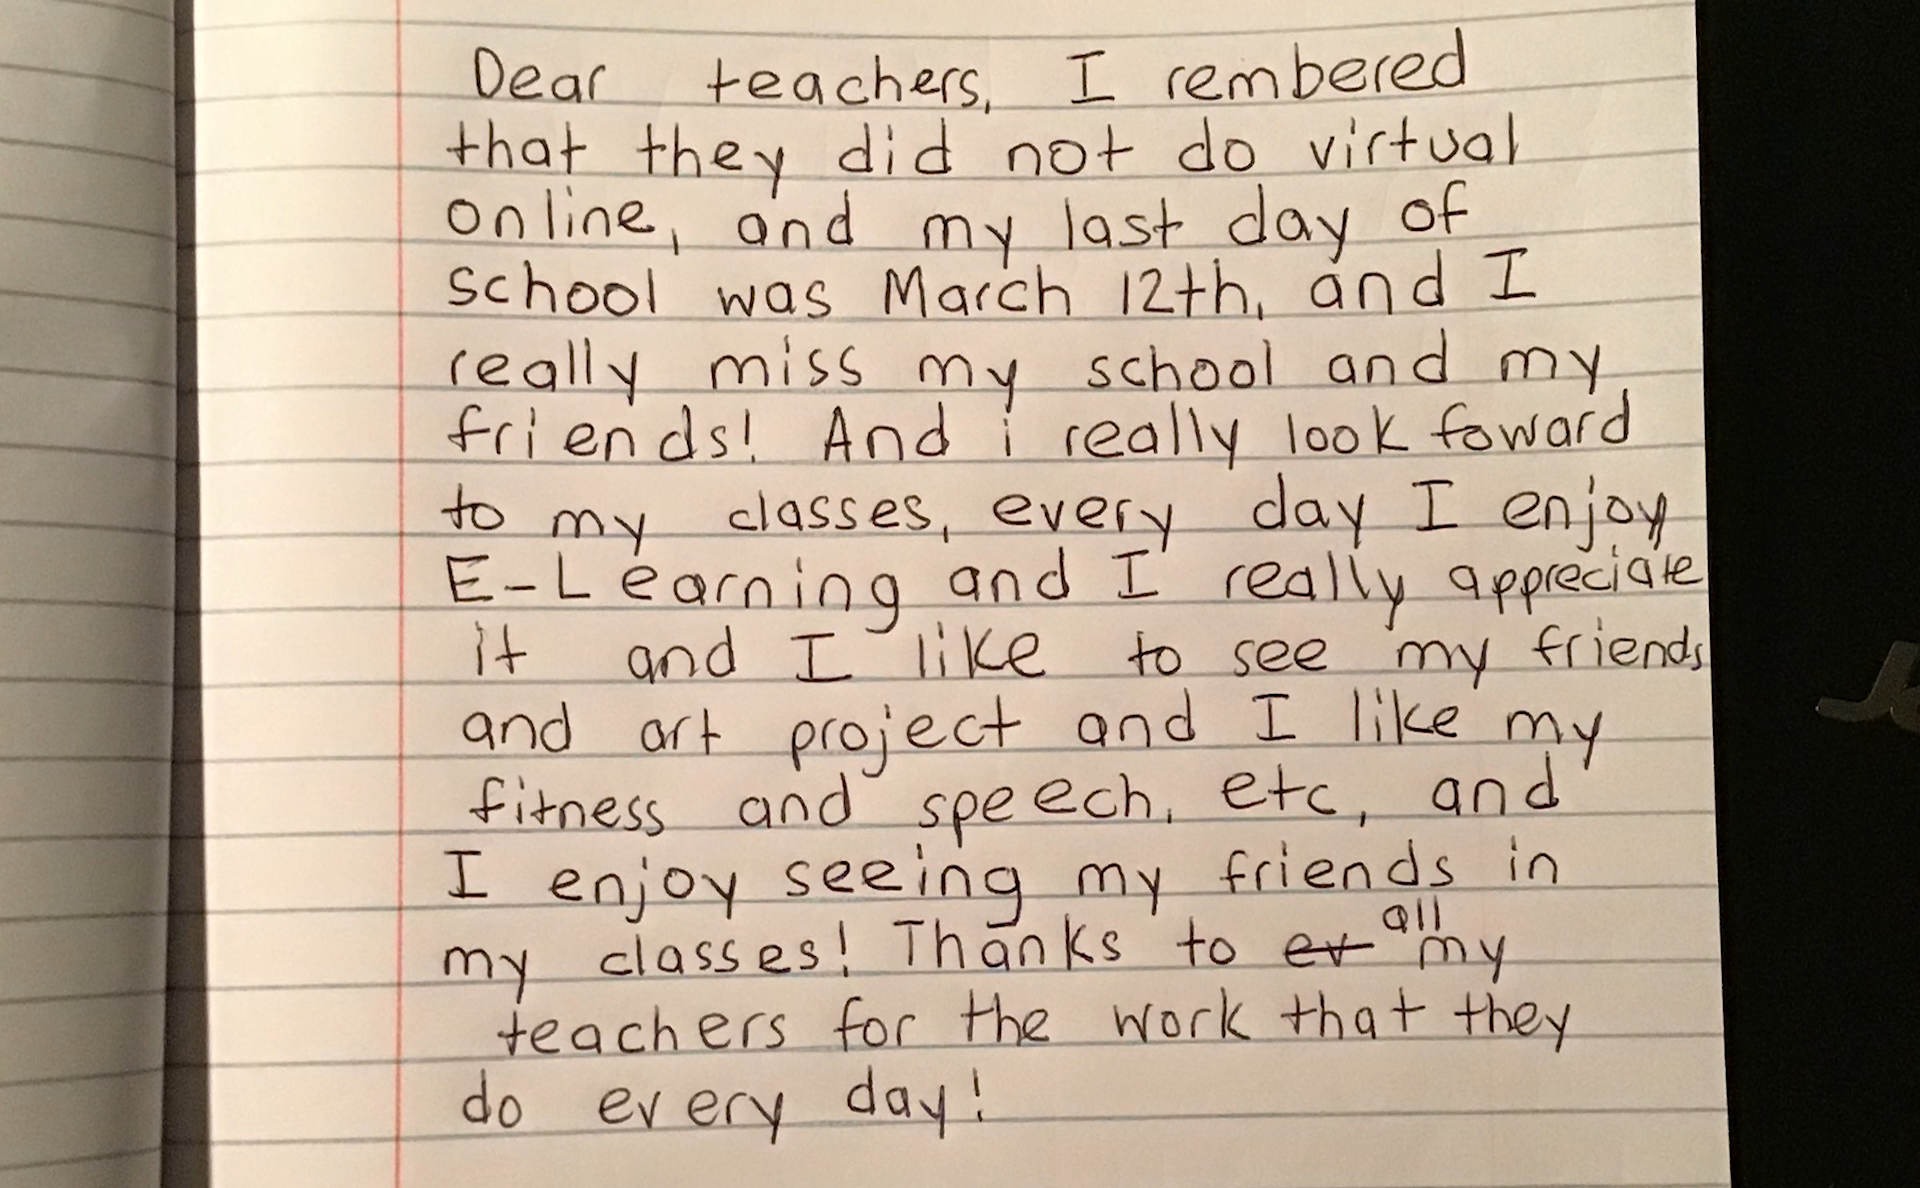 Dear teachers, I rembered
that they did not do virtual
online, and my last day of
school was March 12th, and I
really miss my school and my
friends! And i really look foward
to my classes, every day I enjoy
E-Learning and I really appreciate
it and I like to see my friends
and art project and I like my
fitness and speech, etc, and
I enjoy seeing my friends in
my classes! Thanks to er all my
teachers for the work that they
do every day!